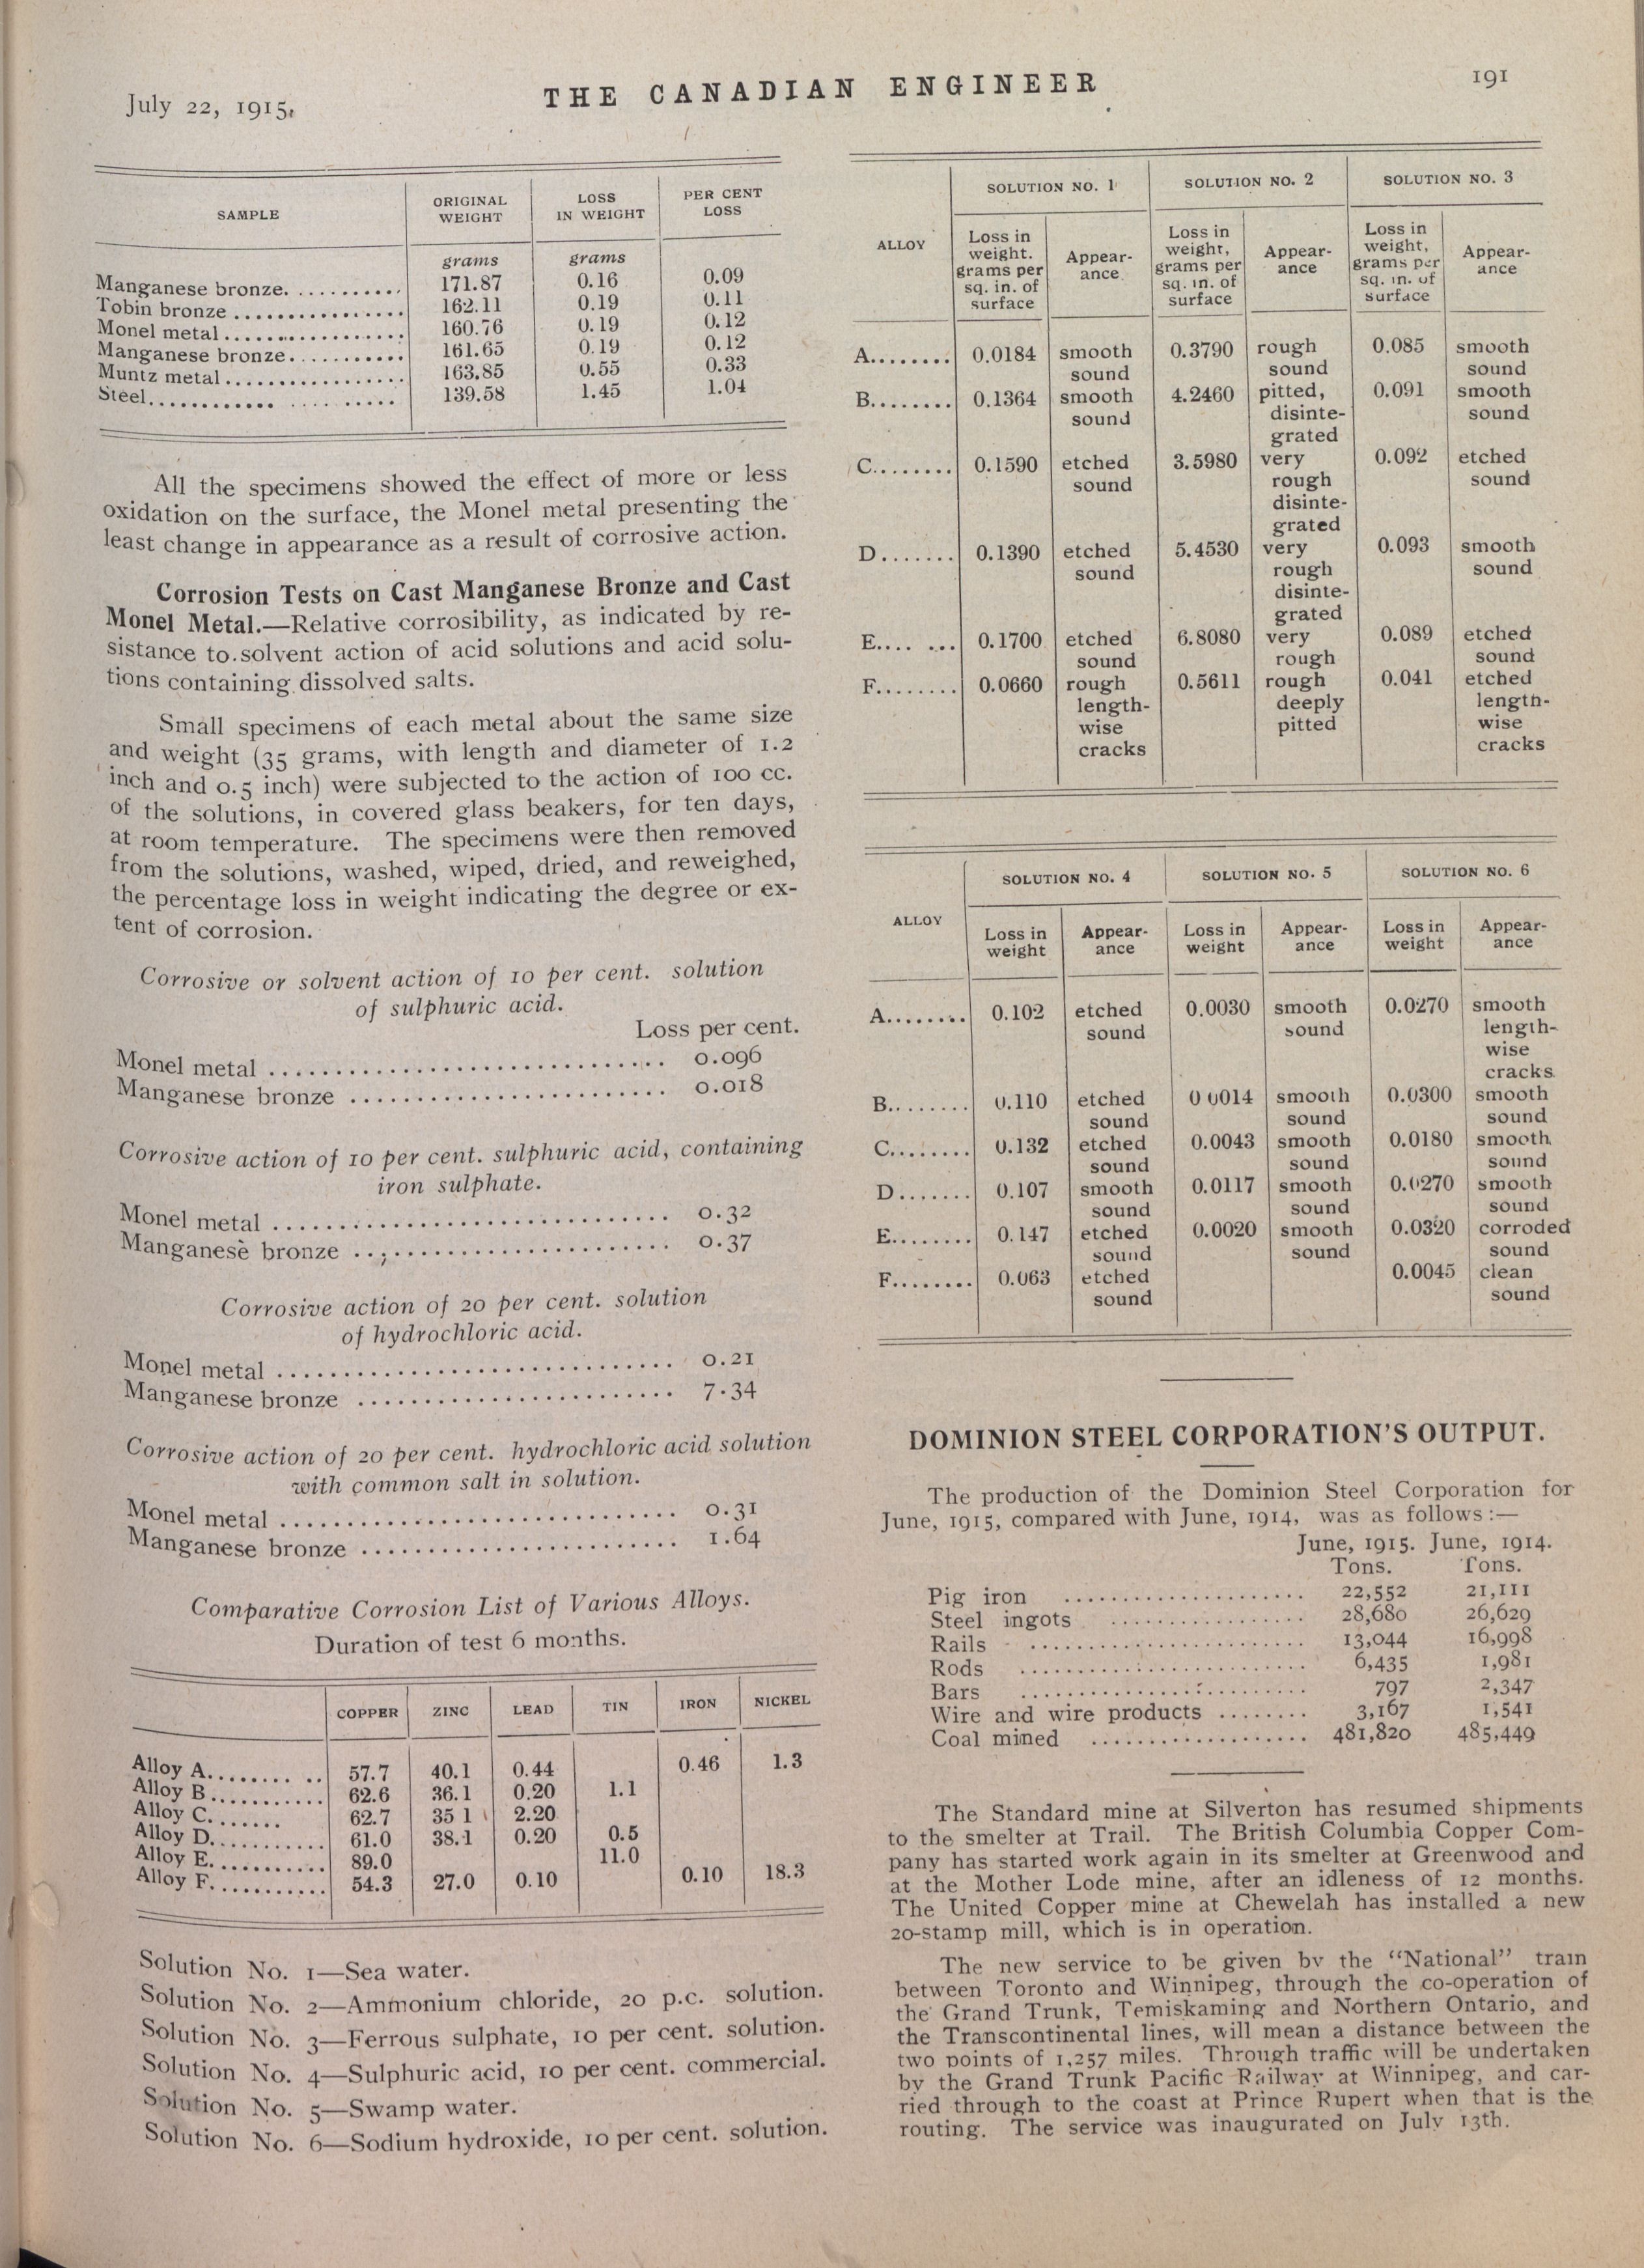 July 22, 1915.
THE CANADIAN ENGINEER
191
SAMPLE | ORIGINAL WEIGHT | LOSS IN WEIGHT | PER CENT LOSS
grams grams
Manganese bronze........... 171.87 0.16 0.09
Tobin bronze ................ 162.11 0.19 0.11
Monel metal.................. 160.76 0.19 0.12
Manganese bronze........... 161.65 0.19 0.12
Muntz metal................. 163.85 0.55 0.33
Steel........................ 139.58 1.45 1.04
All the specimens showed the effect of more or less
oxidation on the surface, the Monel metal presenting the
least change in appearance as a result of corrosive action.
Corrosion Tests on Cast Manganese Bronze and Cast
Monel Metal.—Relative corrosibility, as indicated by re-
sistance to solvent action of acid solutions and acid solu-
tions containing dissolved salts.
Small specimens of each metal about the same size
and weight (35 grams, with length and diameter of 1.2
inch and 0.5 inch) were subjected to the action of 100 cc.
of the solutions, in covered glass beakers, for ten days,
at room temperature. The specimens were then removed
from the solutions, washed, wiped, dried, and reweighed,
the percentage loss in weight indicating the degree or ex-
tent of corrosion.
Corrosive or solvent action of 10 per cent. solution
of sulphuric acid.
Loss per cent.
Monel metal .............................. 0.096
Manganese bronze ........................ 0.018
Corrosive action of 10 per cent. sulphuric acid, containing
iron sulphate.
Monel metal .............................. 0.32
Manganese bronze ........................ 0.37
Corrosive action of 20 per cent. solution
of hydrochloric acid.
Monel metal .............................. 0.21
Manganese bronze ........................ 7.34
Corrosive action of 20 per cent. hydrochloric acid solution
with common salt in solution.
Monel metal .............................. 0.31
Manganese bronze ........................ 1.64
Comparative Corrosion List of Various Alloys.
Duration of test 6 months.
COPPER | ZINC | LEAD | TIN | IRON | NICKEL
Alloy A.......... 57.7 40.1 0.44 0.46 1.3
Alloy B........... 62.6 36.1 0.20 1.1
Alloy C....... 62.7 35 1 2.20
Alloy D........... 61.0 38.1 0.20 0.5
Alloy E........... 89.0 11.0
Alloy F........... 54.3 27.0 0.10 0.10 18.3
Solution No. 1—Sea water.
Solution No. 2—Ammonium chloride, 20 p.c. solution.
Solution No. 3—Ferrous sulphate, 10 per cent. solution.
Solution No. 4—Sulphuric acid, 10 per cent. commercial.
Solution No. 5—Swamp water.
Solution No. 6—Sodium hydroxide, 10 per cent. solution.
SOLUTION NO. 1 | SOLUTION NO. 2 | SOLUTION NO. 3
ALLOY | Loss in weight. grams per sq. in. of surface | Appear-ance | Loss in weight, grams per sq. in. of surface | Appear-ance | Loss in weight, grams per sq. in. of surface | Appear-ance
A........ 0.0184 smooth 0.3790 rough 0.085 smooth
sound sound sound
B........ 0.1364 smooth 4.2460 pitted, 0.091 smooth
sound disinte- sound
grated
C........ 0.1590 etched 3.5980 very 0.092 etched
sound rough sound
disinte-
grated
D....... 0.1390 etched 5.4530 very 0.093 smooth
sound rough sound
disinte-
grated
E.... ... 0.1700 etched 6.8080 very 0.089 etched
sound rough sound
F........ 0.0660 rough 0.5611 rough 0.041 etched
length- deeply length-
wise pitted wise
cracks cracks
SOLUTION NO. 4 | SOLUTION NO. 5 | SOLUTION NO. 6
ALLOY | Loss in weight | Appear-ance | Loss in weight | Appear-ance | Loss in weight | Appear-ance
A........ 0.102 etched 0.0030 smooth 0.0270 smooth
sound sound length-
wise
cracks
B........ 0.110 etched 0 0014 smooth 0.0300 smooth
sound sound sound
C........ 0.132 etched 0.0043 smooth 0.0180 smooth
sound sound sound
D....... 0.107 smooth 0.0117 smooth 0.0270 smooth
sound sound sound
E........ 0.147 etched 0.0020 smooth 0.0320 corroded
sound sound sound
F........ 0.063 etched 0.0045 clean
sound sound
DOMINION STEEL CORPORATION'S OUTPUT.
The production of the Dominion Steel Corporation for
June, 1915, compared with June, 1914, was as follows:—
June, 1915. June, 1914.
Tons. Tons.
Pig iron ..................... 22,552 21,111
Steel ingots ................. 28,680 26,629
Rails ........................ 13,044 16,998
Rods ......................... 6,435 1,981
Bars ......................... 797 2,347
Wire and wire products ........ 3,167 1,541
Coal mined ................... 481,820 485,449
The Standard mine at Silverton has resumed shipments
to the smelter at Trail. The British Columbia Copper Com-
pany has started work again in its smelter at Greenwood and
at the Mother Lode mine, after an idleness of 12 months.
The United Copper mine at Chewelah has installed a new
20-stamp mill, which is in operation.
The new service to be given by the "National" train
between Toronto and Winnipeg, through the co-operation of
the Grand Trunk, Temiskaming and Northern Ontario, and
the Transcontinental lines, will mean a distance between the
two points of 1,257 miles. Through traffic will be undertaken
by the Grand Trunk Pacific Railway at Winnipeg, and car-
ried through to the coast at Prince Rupert when that is the
routing. The service was inaugurated on July 13th.